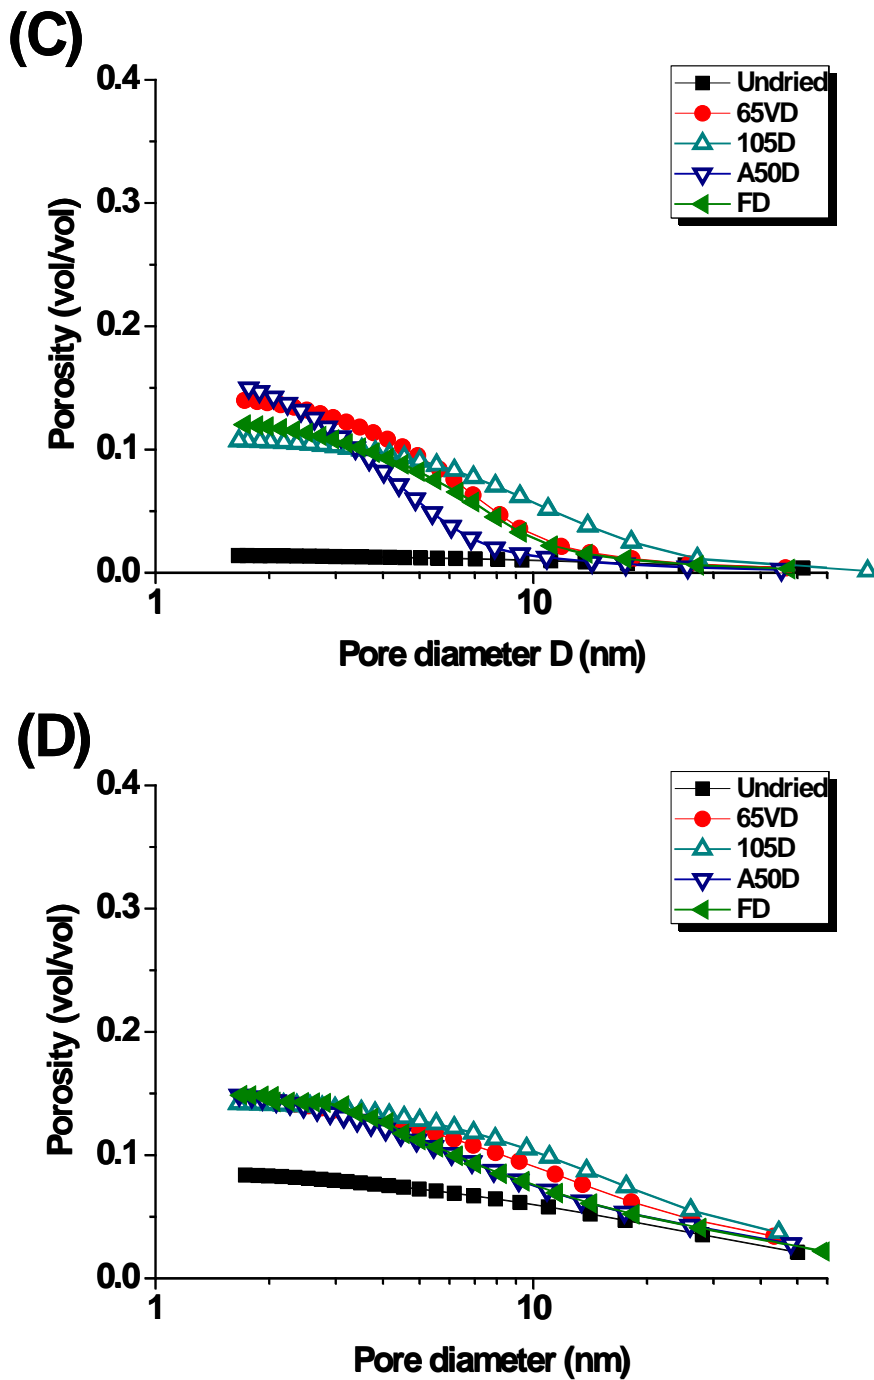 (C)
0.4
0.3
0.2
0.1
0.0
Porosity (vol/vol)
1
10
Pore diameter D (nm)
Undried
65VD
105D
A50D
FD
(D)
0.4
0.3
0.2
0.1
0.0
Porosity (vol/vol)
1
10
Pore diameter (nm)
Undried
65VD
105D
A50D
FD